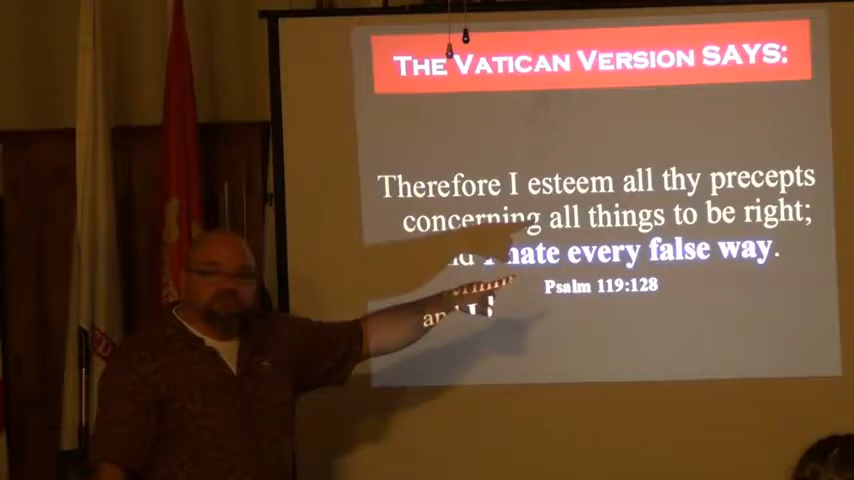 THE VATICAN VERSION SAYS:
Therefore I esteem all thy precepts
concerning all things to be right;
hate every false way.
Psalm 119:128